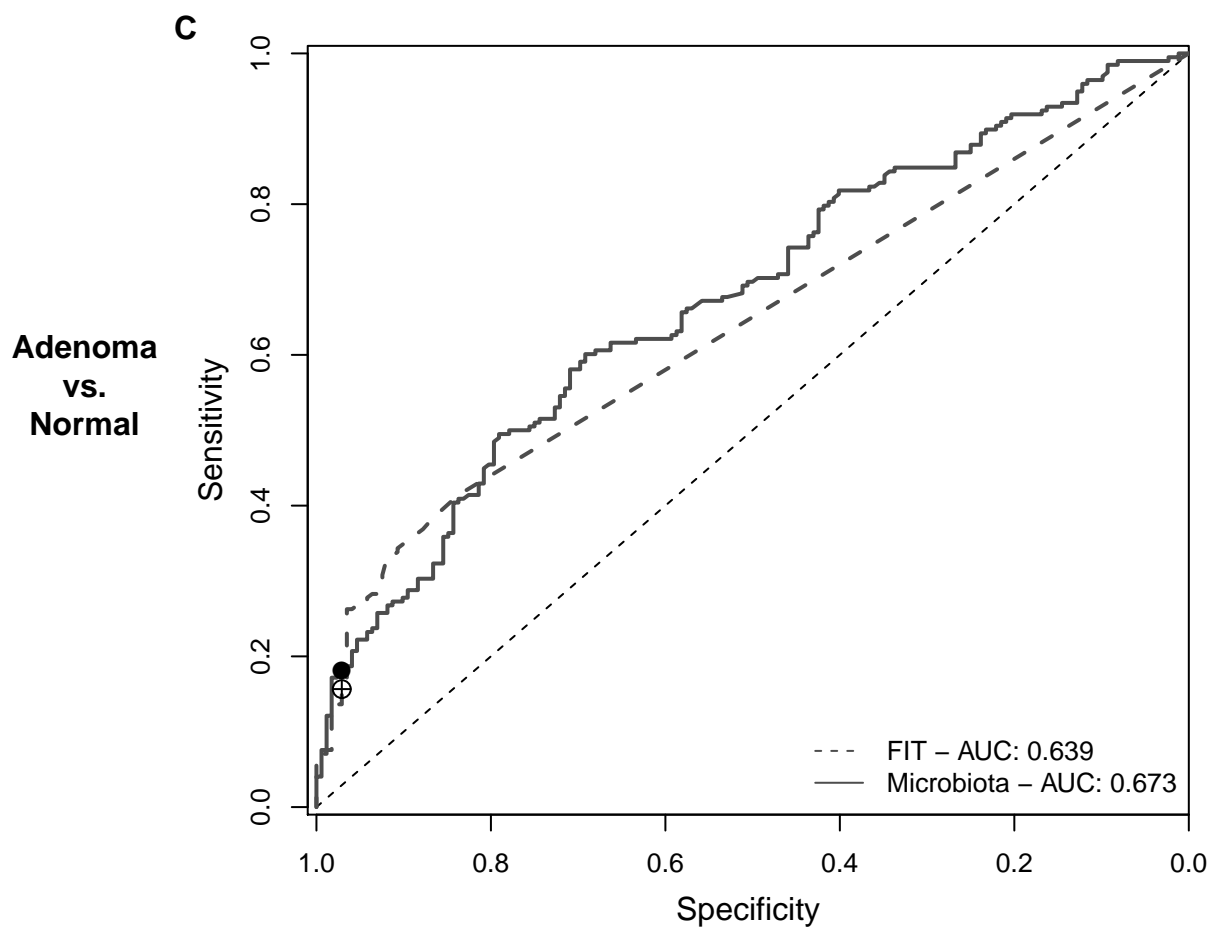 C
Adenoma
vs.
Normal
Sensitivity
1.0
0.8
0.6
0.4
0.2
0.0
FIT – AUC: 0.639
Microbiota – AUC: 0.673
1.0 0.8 0.6 0.4 0.2 0.0
Specificity